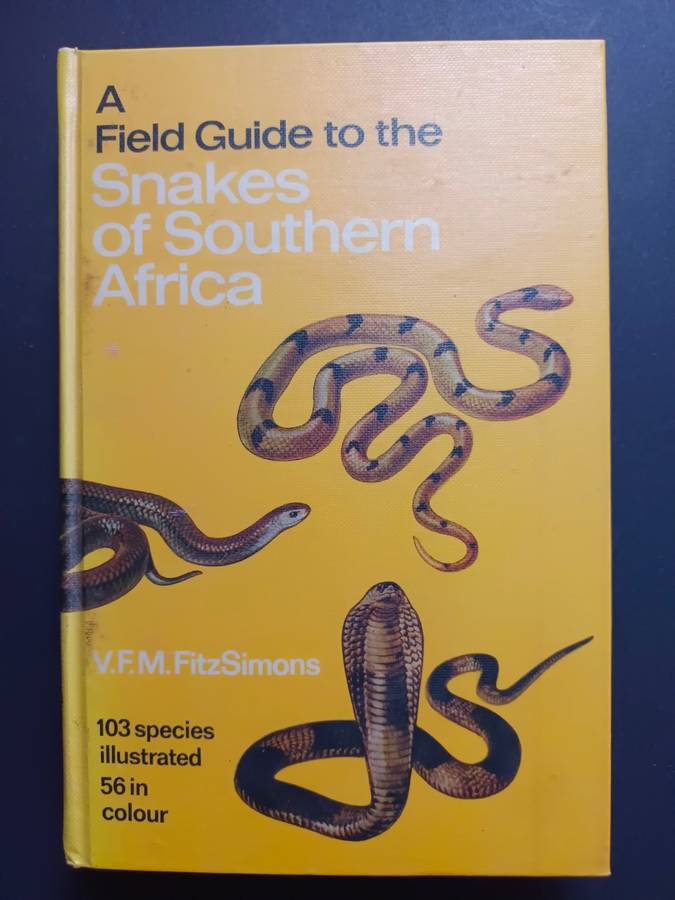 A
Field Guide to the
Snakes
of Southern
Africa
V.F.M. FitzSimons
103 species
illustrated
56 in
colour